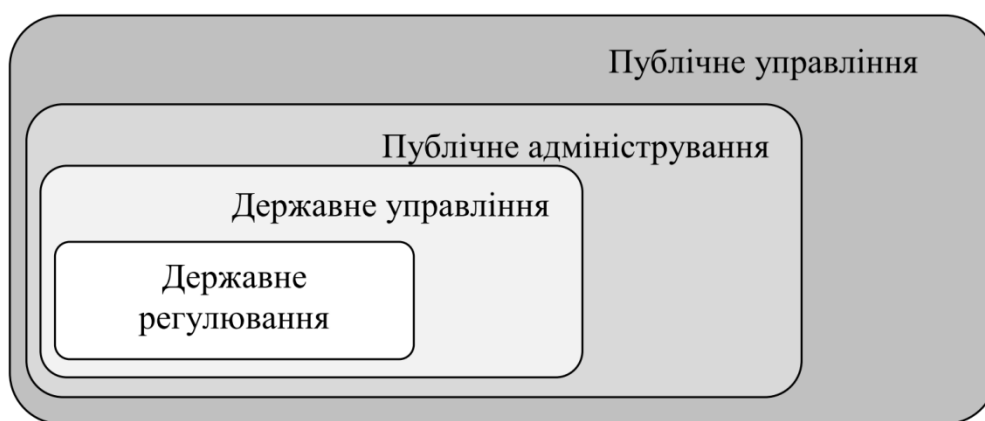 Публічне управління
Публічне адміністрування
Державне управління
Державне
регулювання